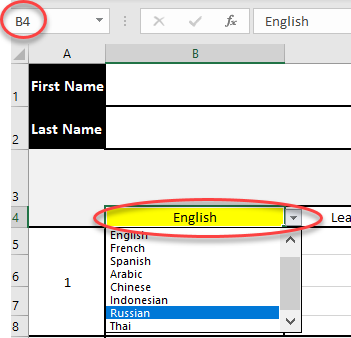 B4 fx English
A B
1 First Name
2 Last Name
3
4 English Lea
5 English
French
Spanish
6 1 Arabic
Chinese
Indonesian
7 Russian
8 Thai